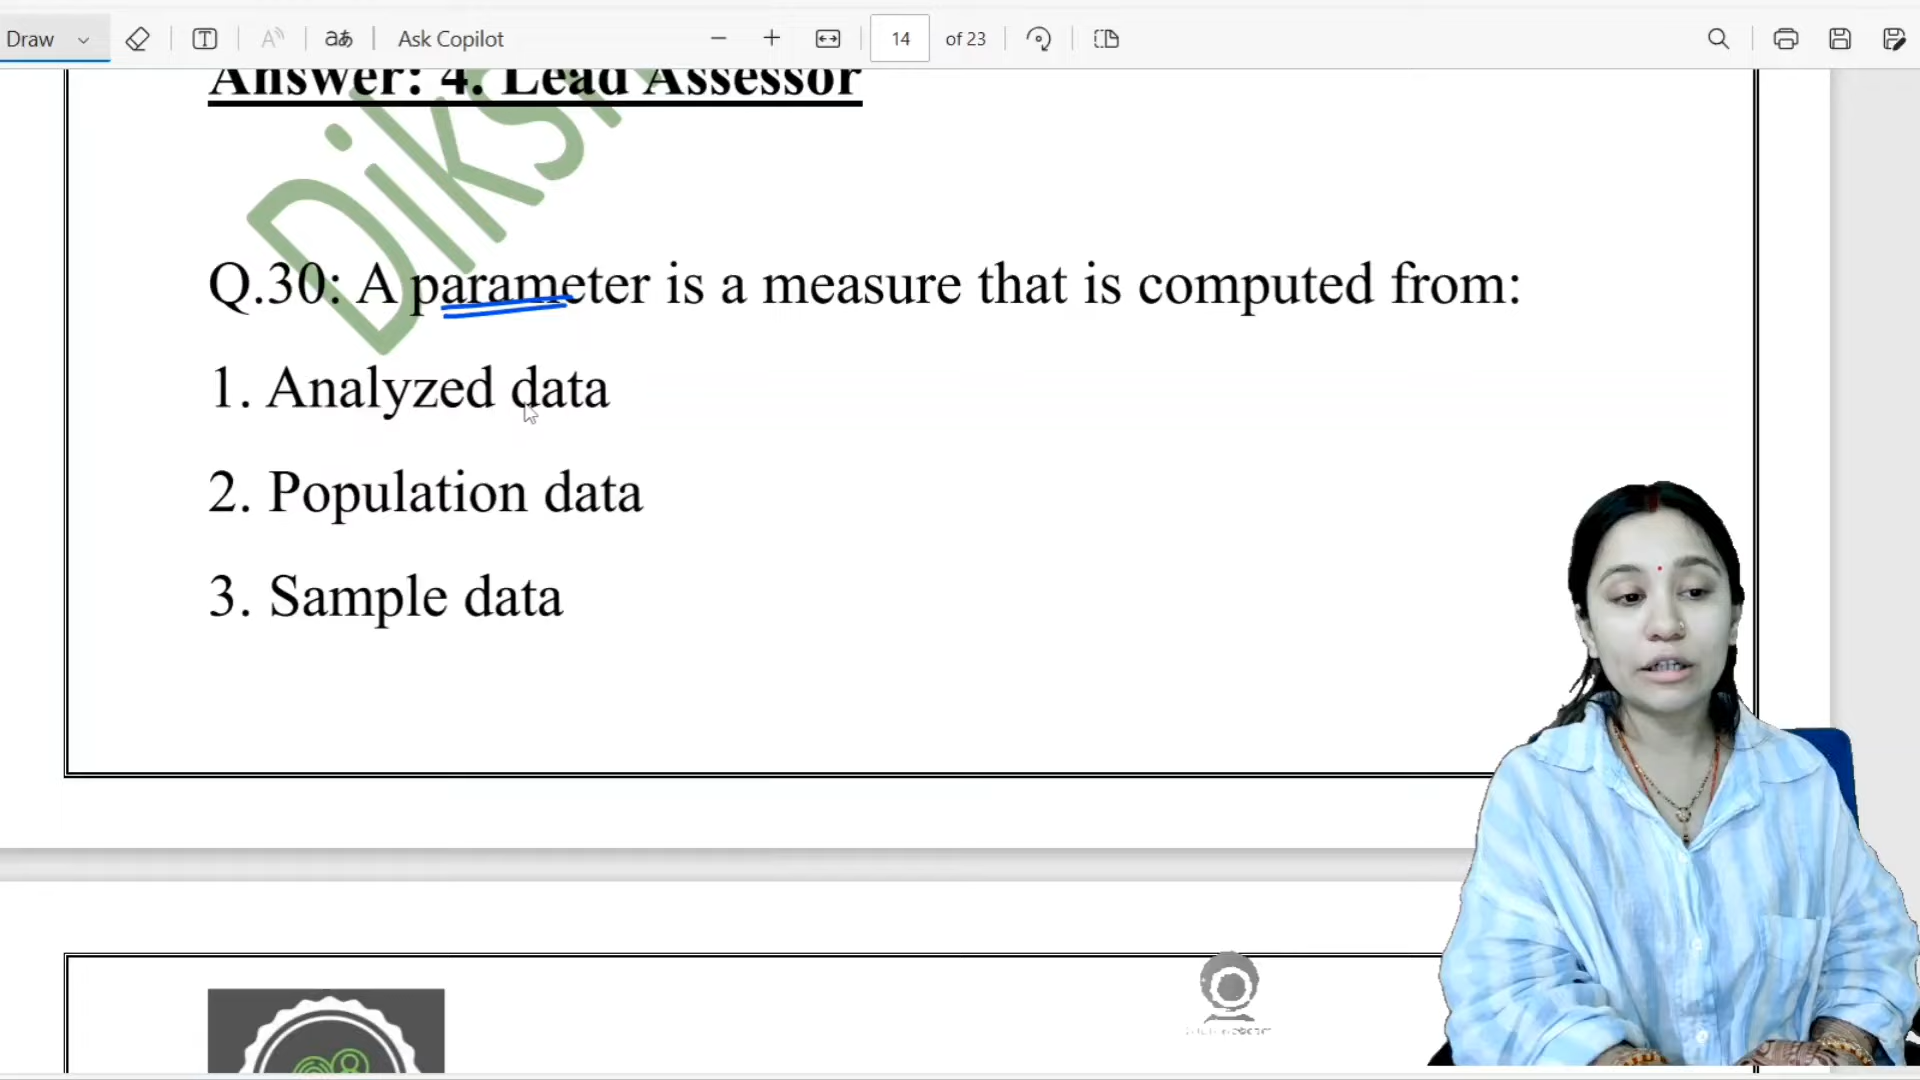 Draw
Ask Copilot
14 of 23
Answer: 4. Lead Assessor
Q.30: A parameter is a measure that is computed from:
1. Analyzed data
2. Population data
3. Sample data